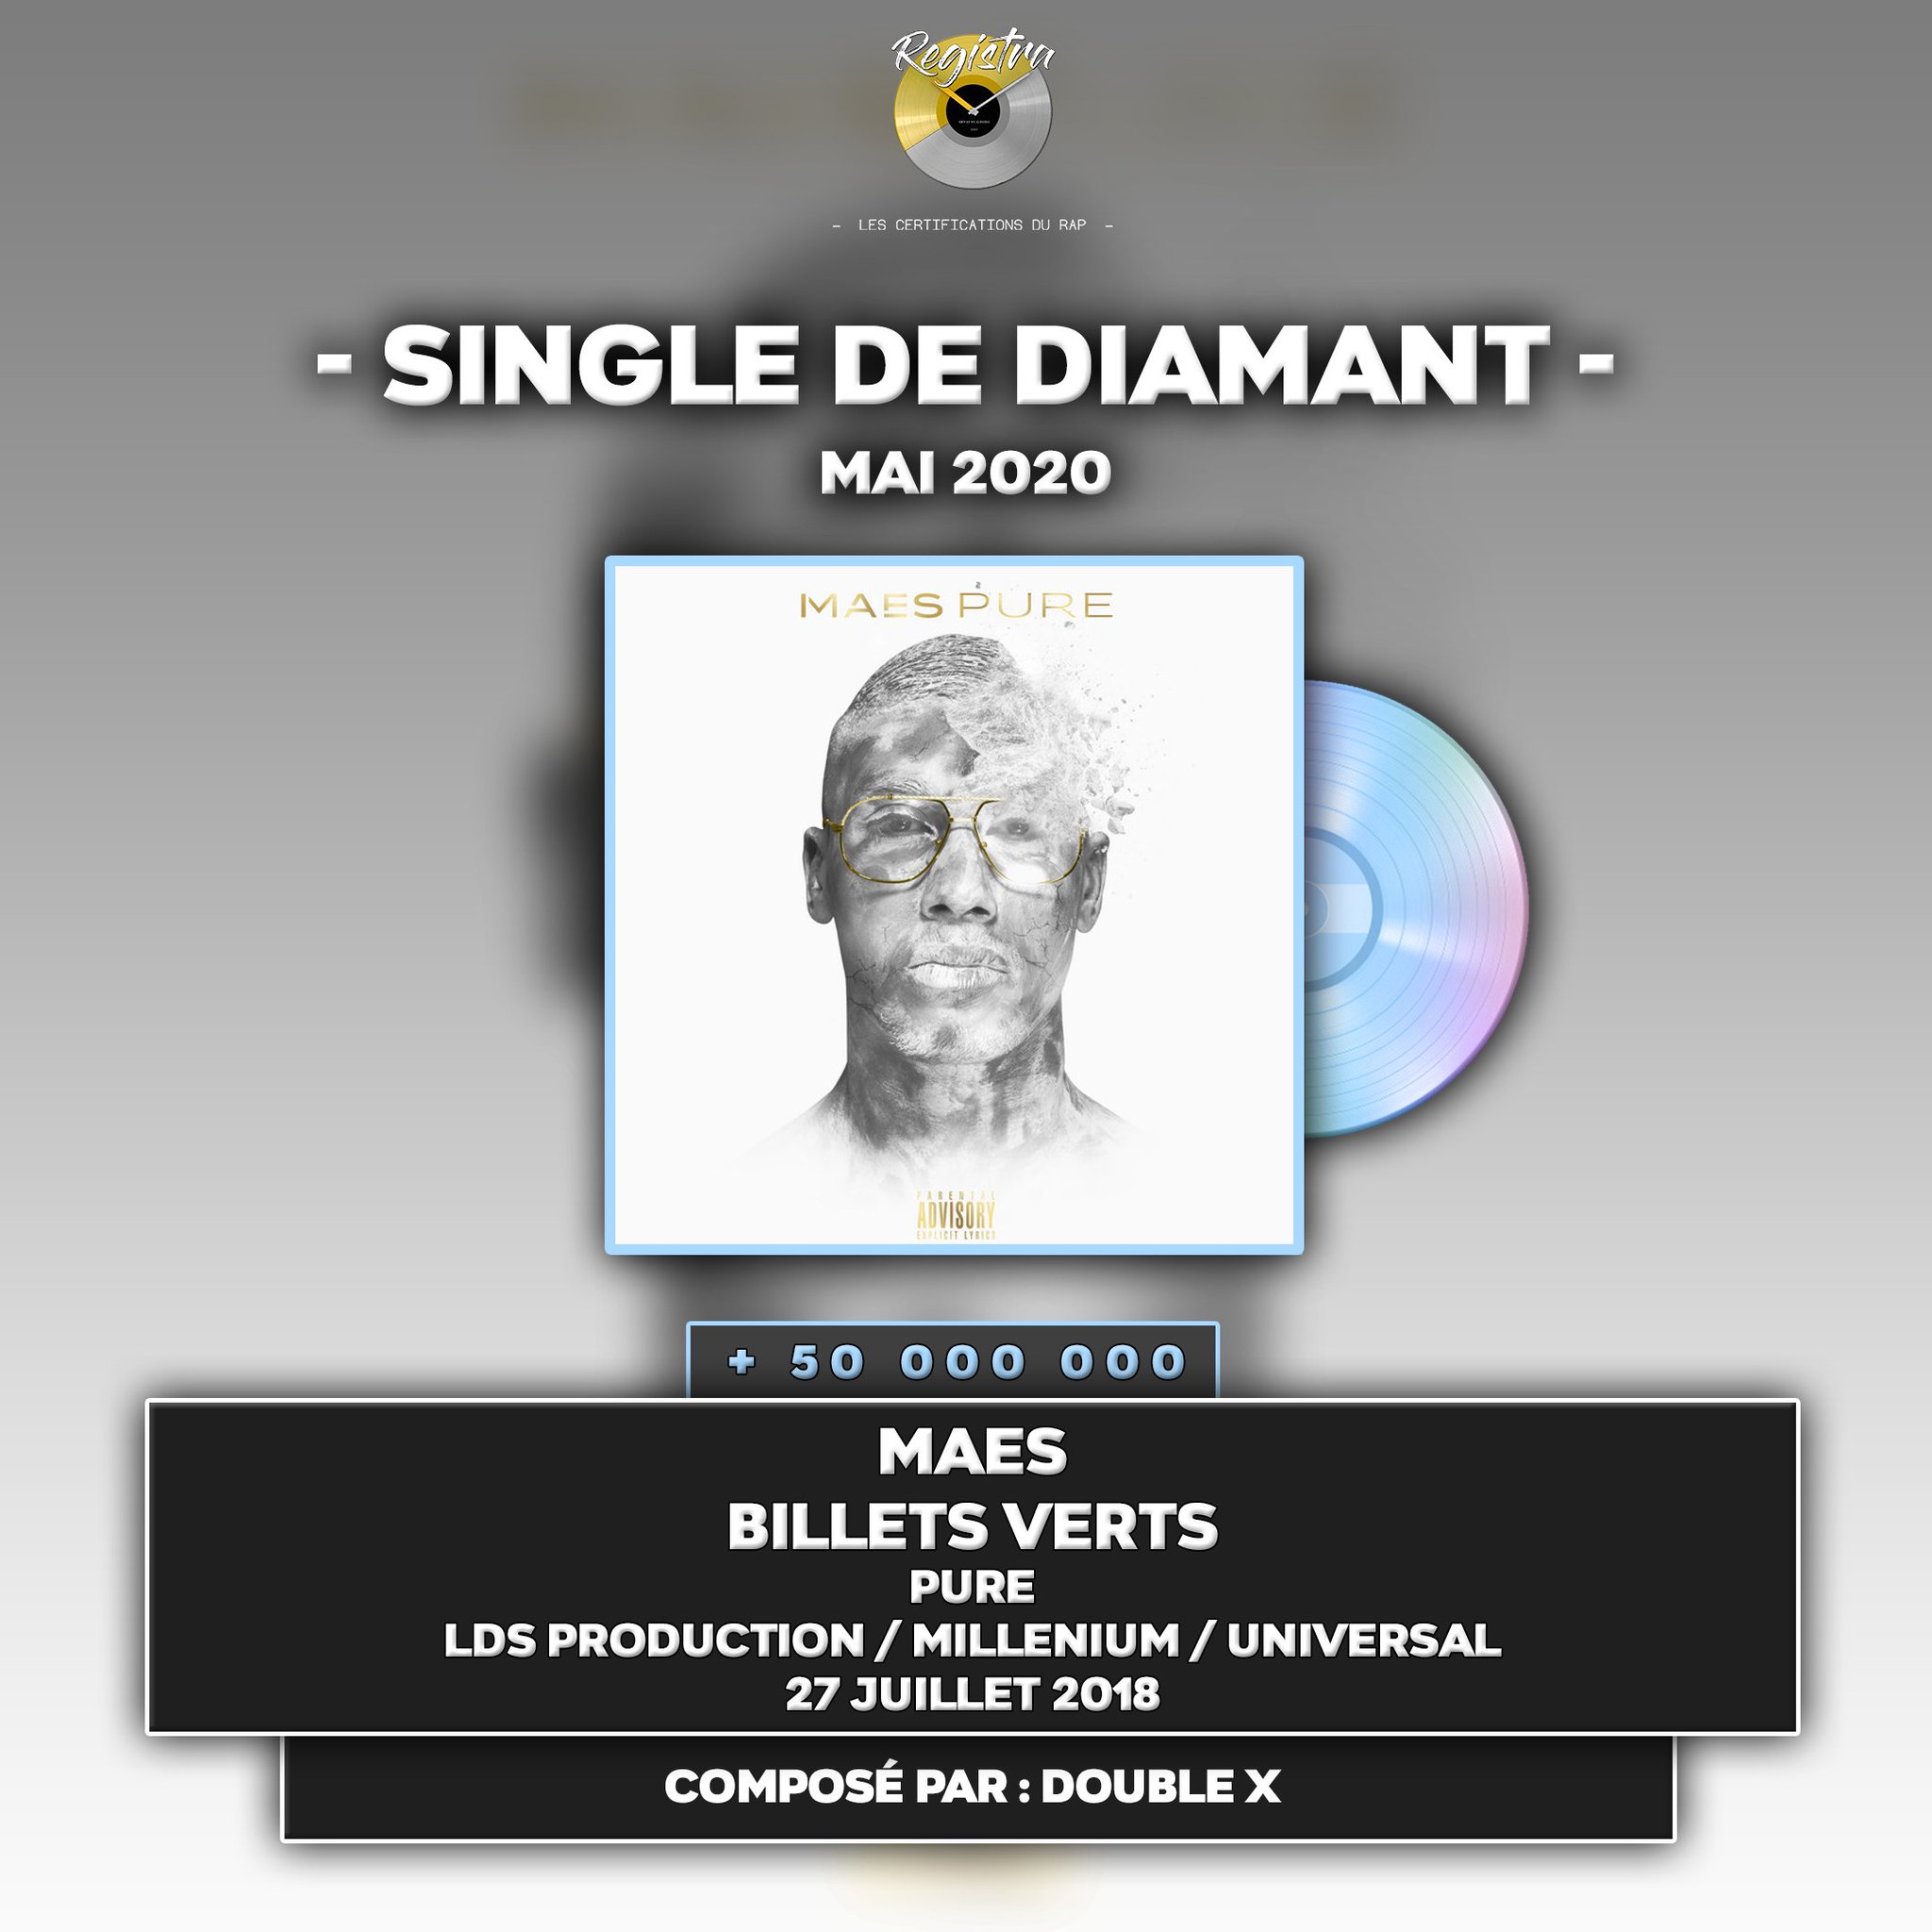 Registra
- LES CERTIFICATIONS DU RAP -
- SINGLE DE DIAMANT -
MAI 2020
MAES PURE
PARENTAL
ADVISORY
EXPLICIT LYRICS
+ 50 000 000
MAES
BILLETS VERTS
PURE
LDS PRODUCTION / MILLENIUM / UNIVERSAL
27 JUILLET 2018
COMPOSÉ PAR : DOUBLE X